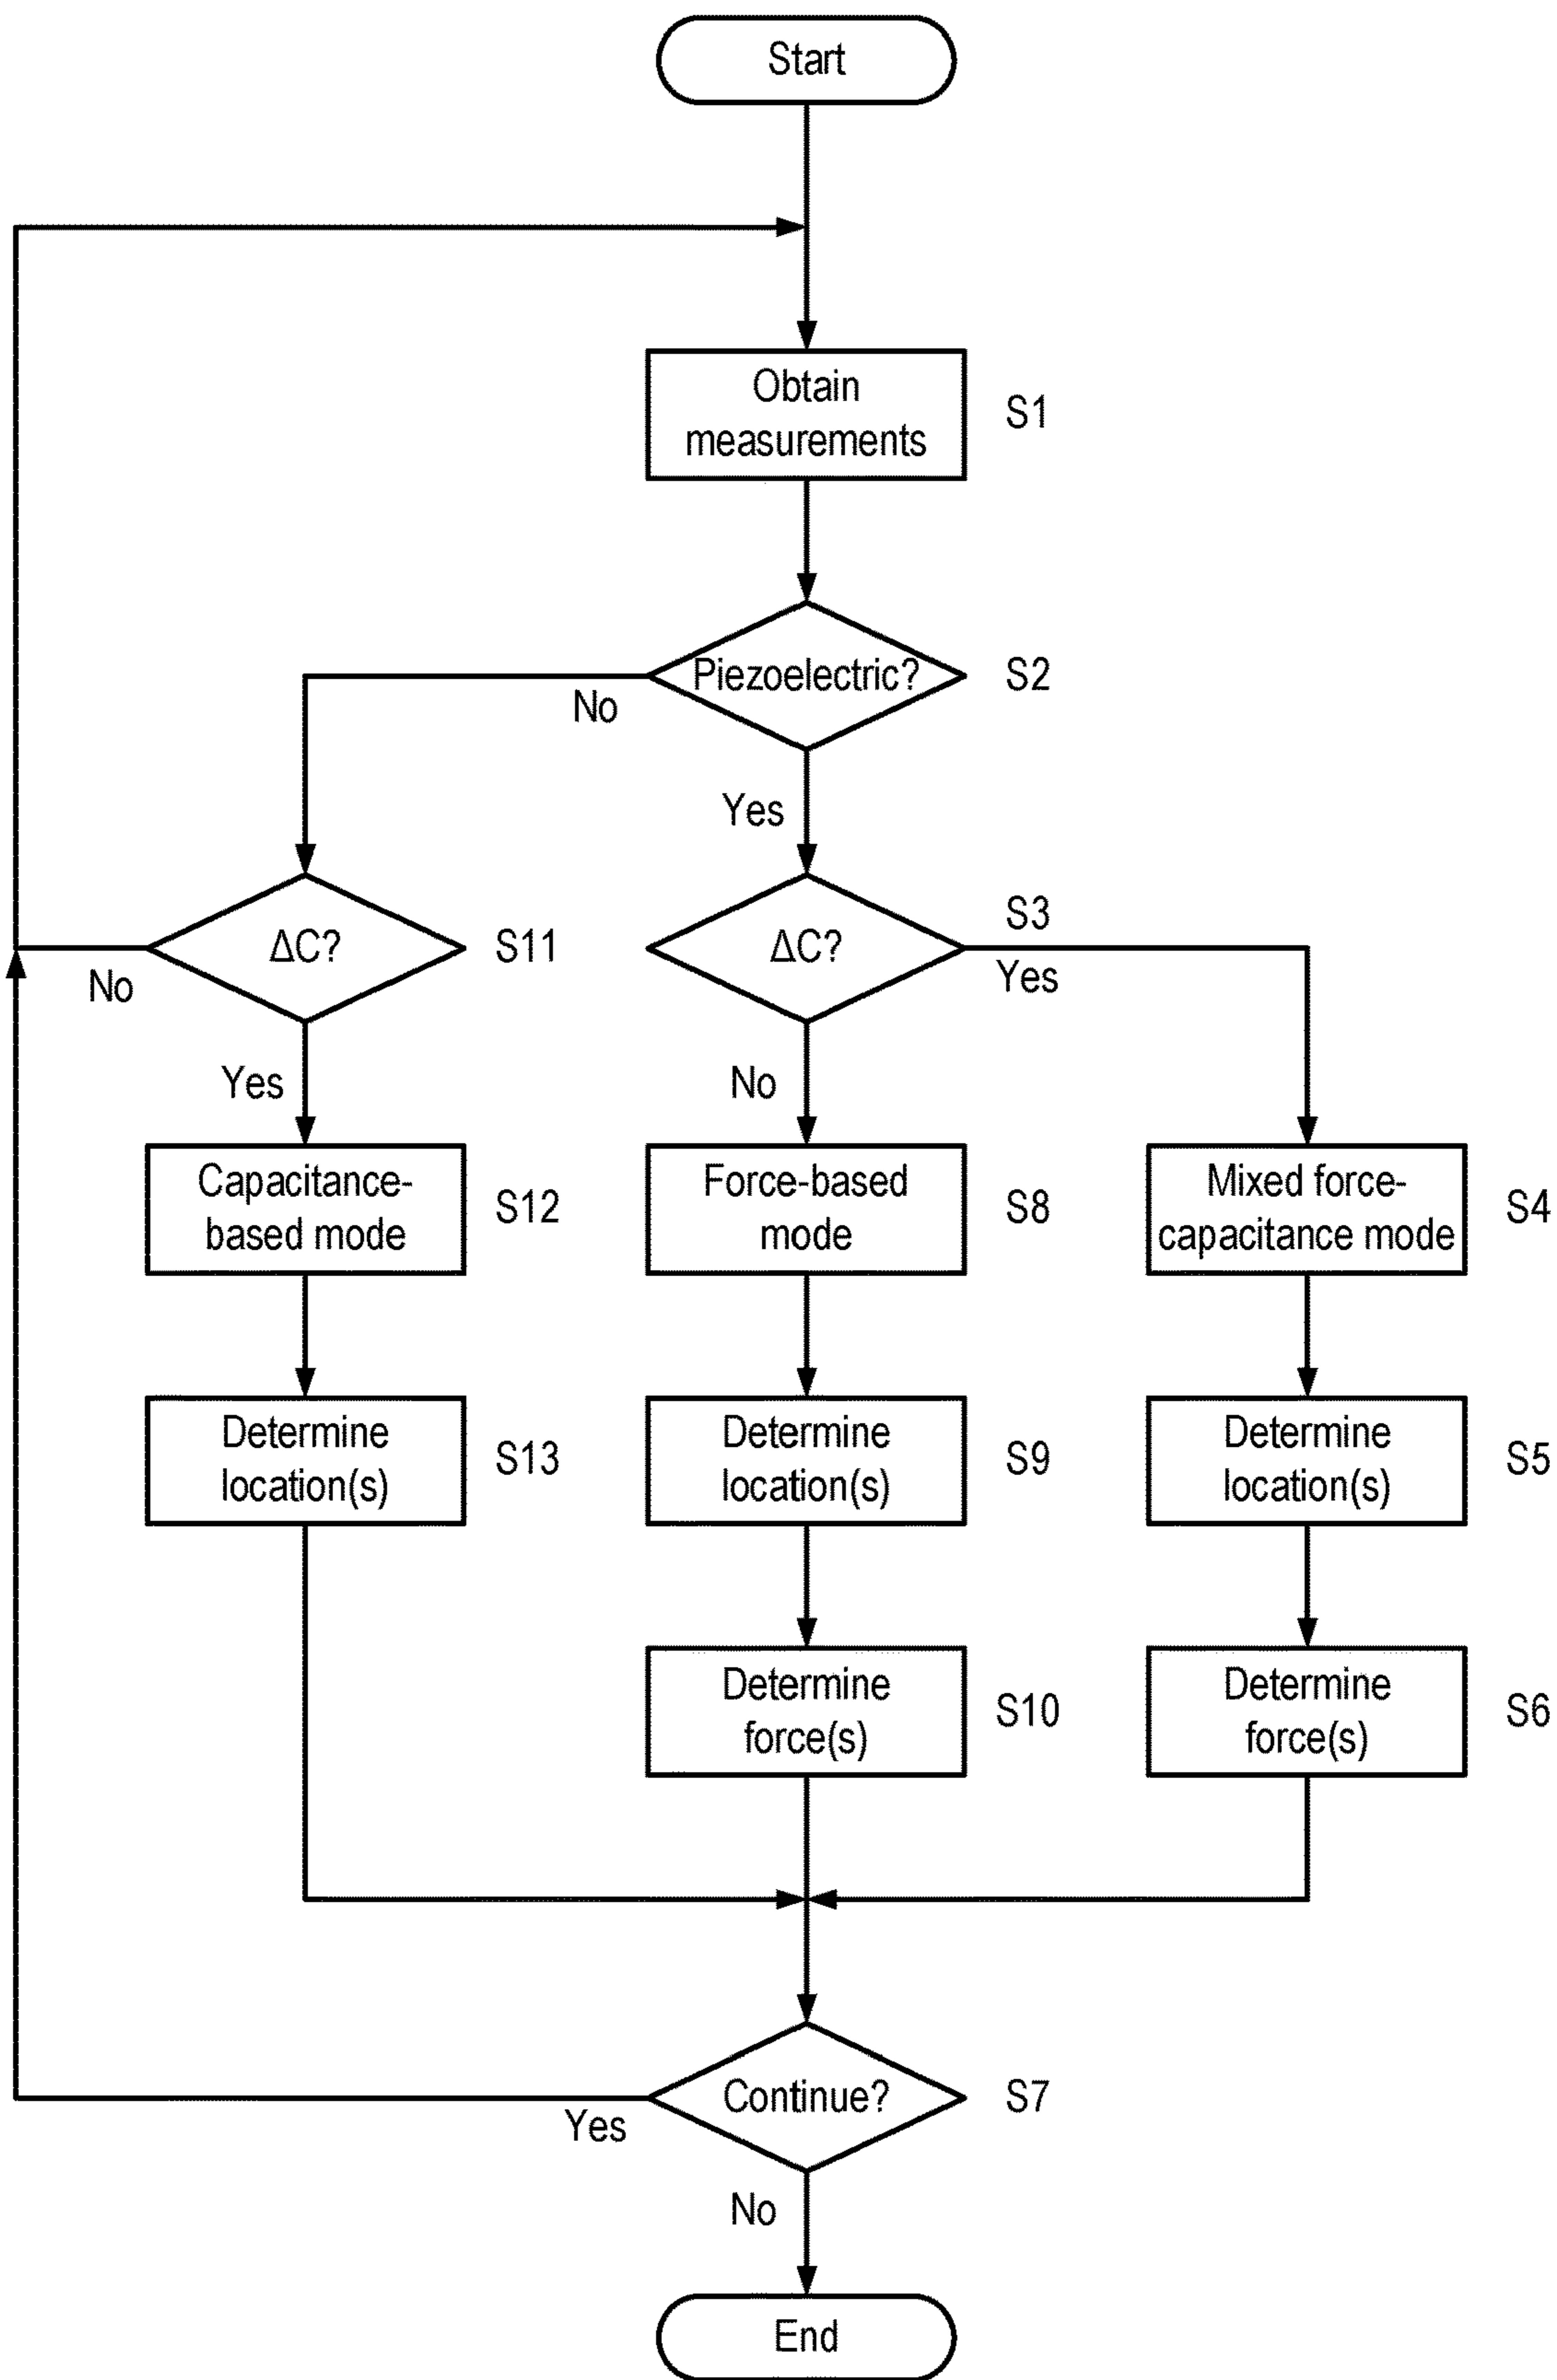 Start
Obtain
measurements
S1
Piezoelectric?
S2
No
Yes
ΔC?
S11
ΔC?
S3
No
Yes
Yes
No
Capacitance-
based mode
S12
Force-based
mode
S8
Mixed force-
capacitance mode
S4
Determine
location(s)
S13
Determine
location(s)
S9
Determine
location(s)
S5
Determine
force(s)
S10
Determine
force(s)
S6
Continue?
S7
Yes
No
End